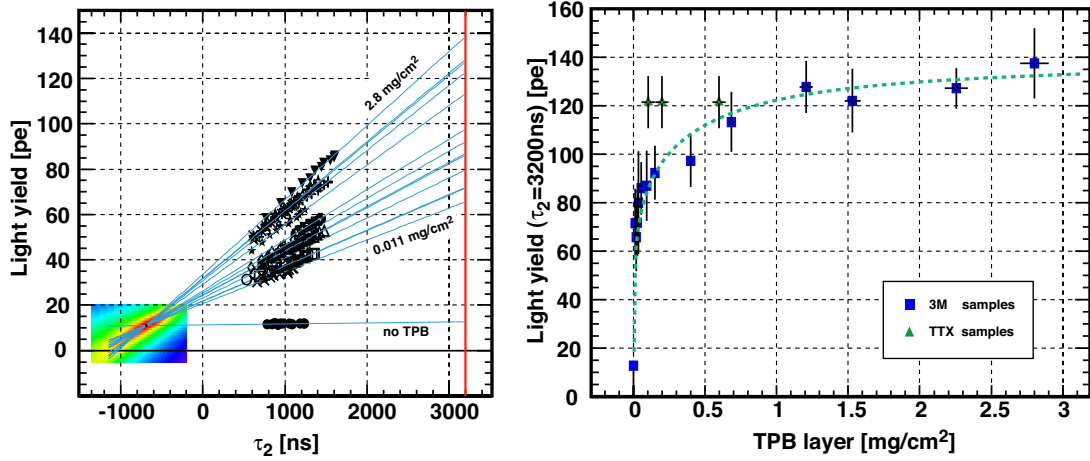 140
120
100
80
60
40
20
0
Light yield [pe]
2.8 mg/cm²
0.011 mg/cm²
no TPB
-1000 0 1000 2000 3000
τ₂ [ns]
160
140
120
100
80
60
40
20
0
Light yield (τ₂=3200ns) [pe]
3M samples
TTX samples
0 0.5 1 1.5 2 2.5 3
TPB layer [mg/cm²]